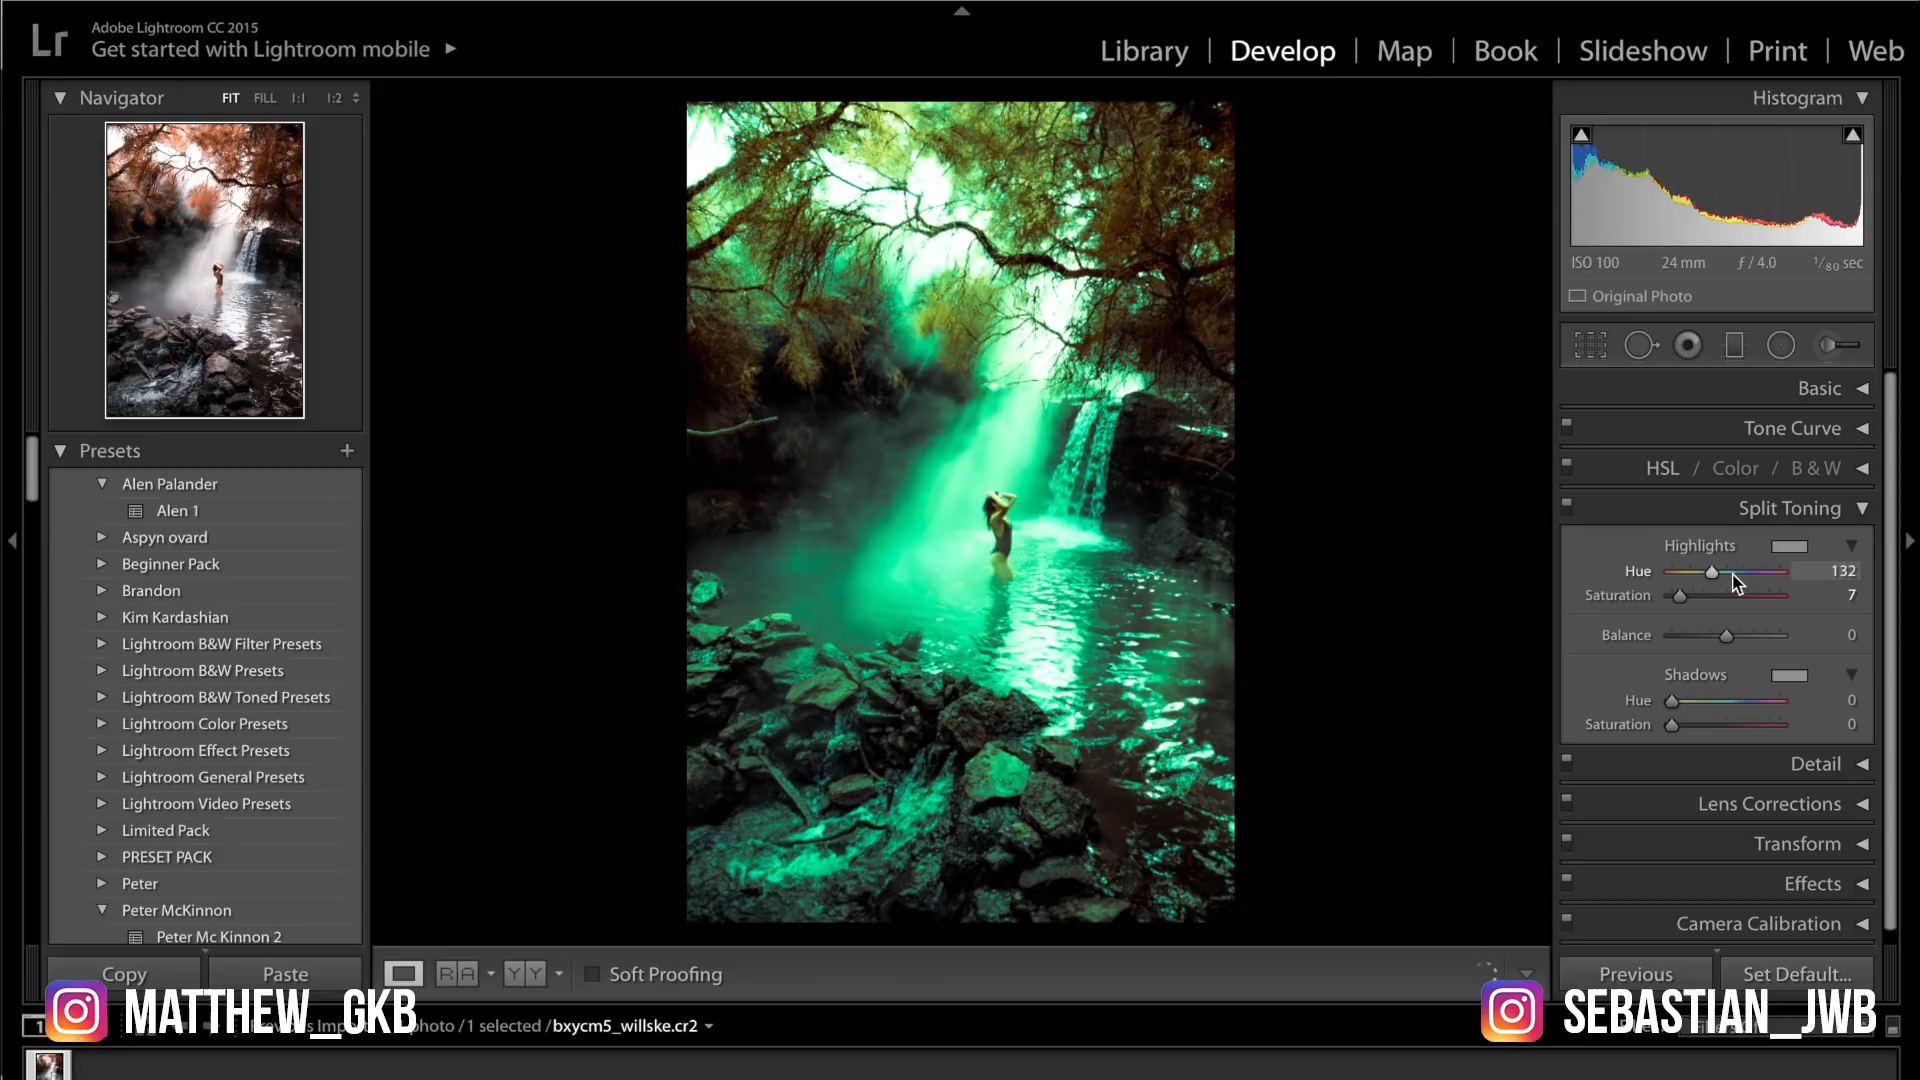 Lr
Adobe Lightroom CC 2015
Get started with Lightroom mobile
Library | Develop | Map | Book | Slideshow | Print | Web
Navigator FIT FILL 1:1 1:2
Presets +
Alen Palander
Alen 1
Aspyn ovard
Beginner Pack
Brandon
Kim Kardashian
Lightroom B&W Filter Presets
Lightroom B&W Presets
Lightroom B&W Toned Presets
Lightroom Color Presets
Lightroom Effect Presets
Lightroom General Presets
Lightroom Video Presets
Limited Pack
PRESET PACK
Peter
Peter McKinnon
Peter Mc Kinnon 2
Copy Paste
R A Y Y Soft Proofing
Histogram
ISO 100 24 mm ƒ / 4.0 1/80 sec
Original Photo
Basic
Tone Curve
HSL / Color / B & W
Split Toning
Highlights
Hue 132
Saturation 7
Balance 0
Shadows
Hue 0
Saturation 0
Detail
Lens Corrections
Transform
Effects
Camera Calibration
Previous Set Default...
MATTHEW_GKB
photo / 1 selected / bxycm5_willske.cr2
SEBASTIAN_JWB